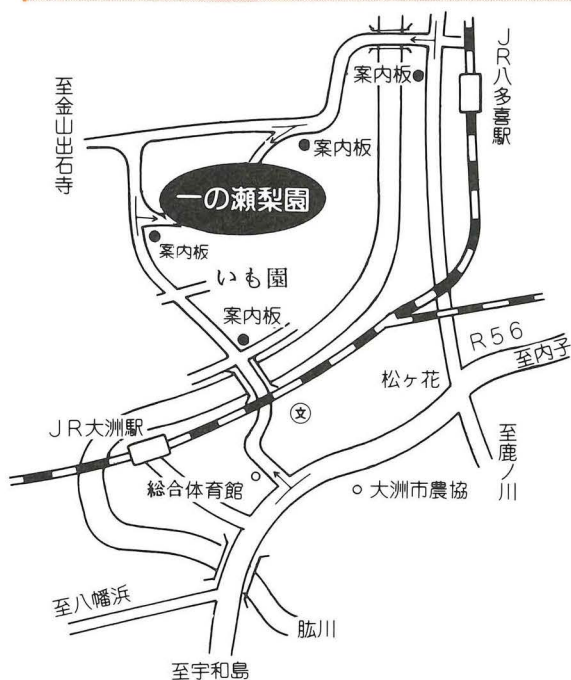 JR八多喜駅
案内板
至金山出石寺
案内板
一の瀬梨園
案内板
いも園
案内板
R56
至内子
松ヶ花
文
JR大洲駅
至鹿ノ川
総合体育館
大洲市農協
至八幡浜
肱川
至宇和島